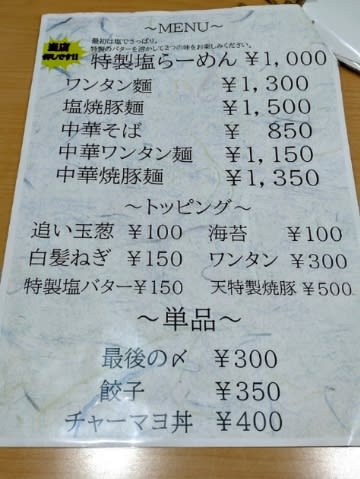 ～MENU～
当店
押しです!!
最初は塩でさっぱり。
特製のバターを溶かして2つの味をお楽しみください。
特製塩らーめん ¥1,000
ワンタン麺 ¥1,300
塩焼豚麺 ¥1,500
中華そば ¥ 850
中華ワンタン麺 ¥1,150
中華焼豚麺 ¥1,350
～トッピング～
追い玉葱 ¥100 海苔 ¥100
白髪ねぎ ¥150 ワンタン ¥300
特製塩バター ¥150 天特製焼豚 ¥500
～単品～
最後の〆 ¥300
餃子 ¥350
チャーマヨ丼 ¥400